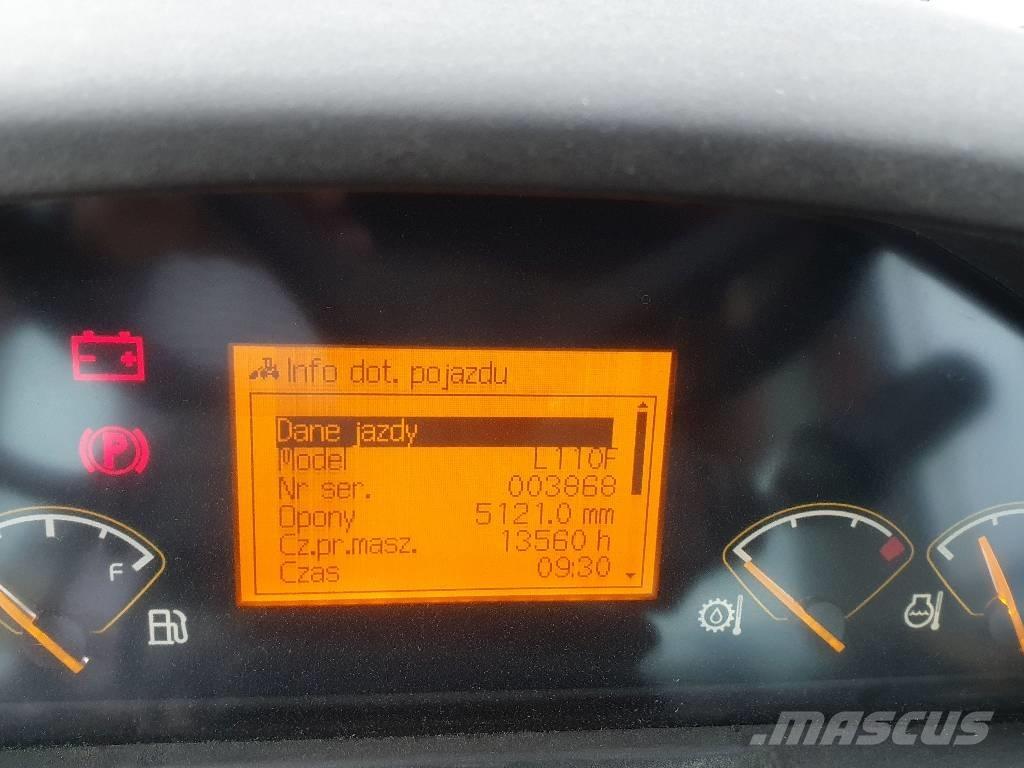 Info dot. pojazdu
Dane jazdy
Model L110F
Nr ser. 003868
Opony 5121.0 mm
Cz.pr.masz. 13560 h
Czas 09:30
P
F
MASCUS